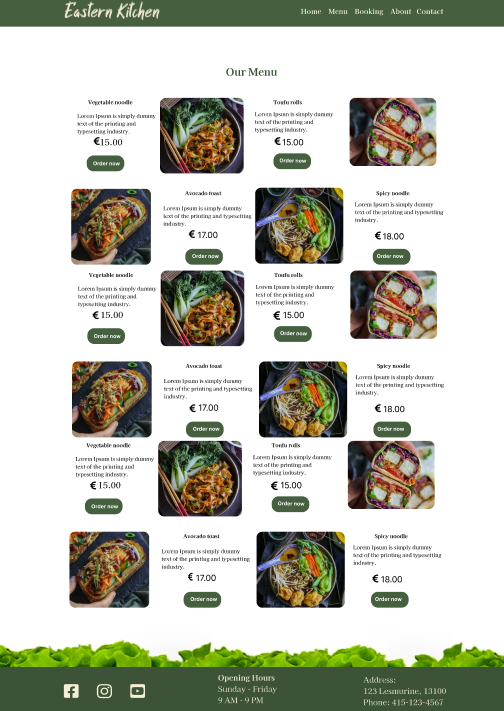 Eastern Kitchen
Home Menu Booking About Contact
Our Menu
Vegetable noodle
Lorem Ipsum is simply dummy
text of the printing and
typesetting industry.
€15.00
Order now
Toufu rolls
Lorem Ipsum is simply dummy
text of the printing and
typesetting industry.
€ 15.00
Order now
Avocado toast
Lorem Ipsum is simply dummy
text of the printing and typesetting
industry.
€ 17.00
Order now
Spicy noodle
Lorem Ipsum is simply dummy
text of the printing and typesetting
industry.
€ 18.00
Order now
Vegetable noodle
Lorem Ipsum is simply dummy
text of the printing and
typesetting industry.
€ 15.00
Order now
Toufu rolls
Lorem Ipsum is simply dummy
text of the printing and
typesetting industry.
€ 15.00
Order now
Avocado toast
Lorem Ipsum is simply dummy
text of the printing and typesetting
industry.
€ 17.00
Order now
Spicy noodle
Lorem Ipsum is simply dummy
text of the printing and typesetting
industry.
€ 18.00
Order now
Vegetable noodle
Lorem Ipsum is simply dummy
text of the printing and
typesetting industry.
€ 15.00
Order now
Toufu rolls
Lorem Ipsum is simply dummy
text of the printing and
typesetting industry.
€ 15.00
Order now
Avocado toast
Lorem Ipsum is simply dummy
text of the printing and typesetting
industry.
€ 17.00
Order now
Spicy noodle
Lorem Ipsum is simply dummy
text of the printing and typesetting
industry.
€ 18.00
Order now
Opening Hours
Sunday - Friday
9 AM - 9 PM
Address:
123 Lesmurine, 13100
Phone: 415-123-4567